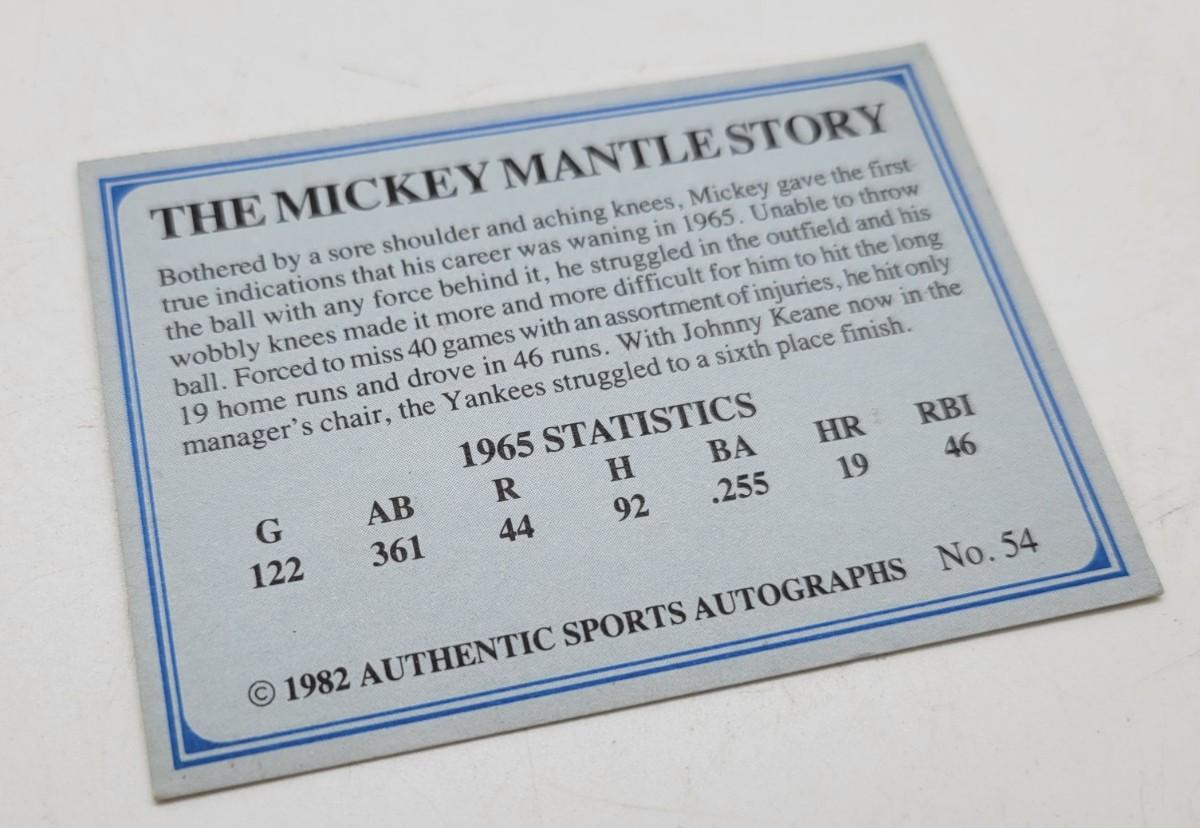 THE MICKEY MANTLE STORY
Bothered by a sore shoulder and aching knees, Mickey gave the first
true indications that his career was waning in 1965. Unable to throw
the ball with any force behind it, he struggled in the outfield and his
wobbly knees made it more and more difficult for him to hit the long
ball. Forced to miss 40 games with an assortment of injuries, he hit only
19 home runs and drove in 46 runs. With Johnny Keane now in the
manager's chair, the Yankees struggled to a sixth place finish.
1965 STATISTICS
G AB R H BA HR RBI
122 361 44 92 .255 19 46
© 1982 AUTHENTIC SPORTS AUTOGRAPHS No. 54